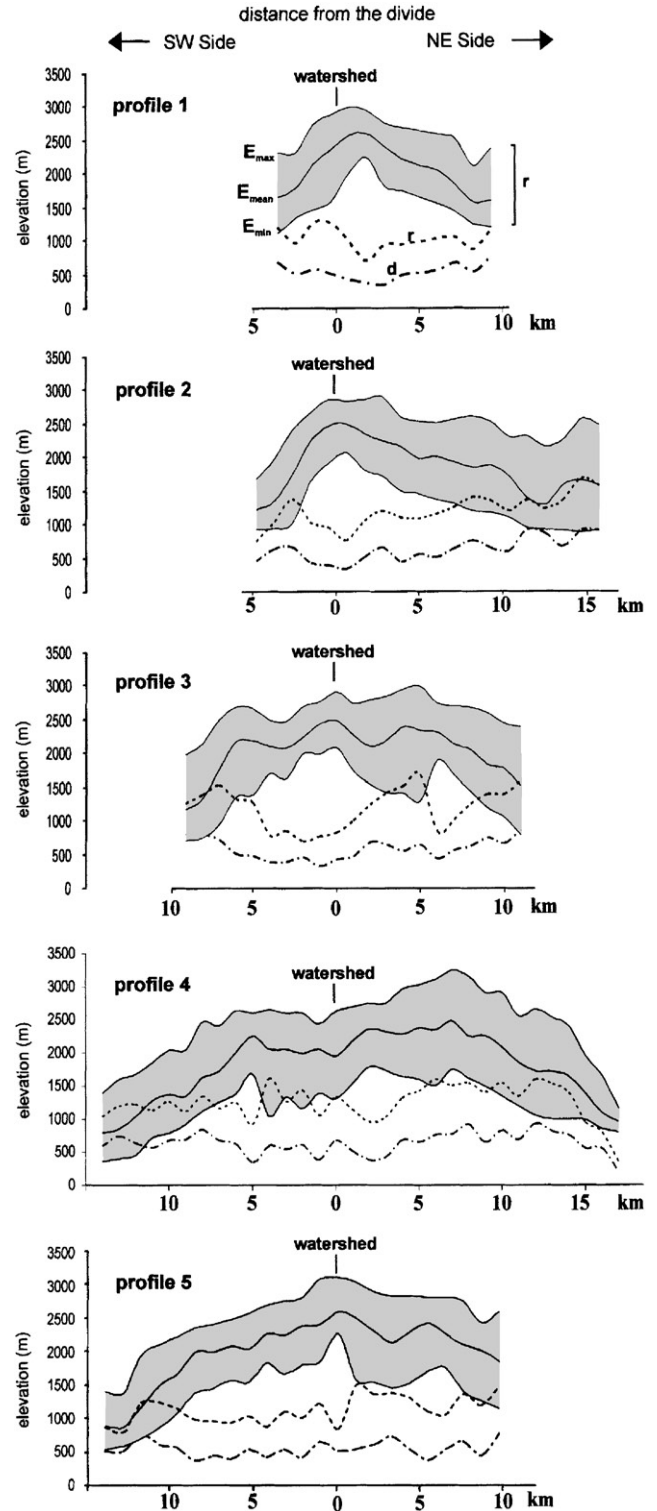 distance from the divide
SW Side NE Side
watershed
profile 1
elevation (m)
3500
3000
2500
2000
1500
1000
500
0
Emax
Emean
Emin
r
r
d
5 0 5 10 km
watershed
profile 2
elevation (m)
3500
3000
2500
2000
1500
1000
500
0
5 0 5 10 15 km
watershed
profile 3
elevation (m)
3500
3000
2500
2000
1500
1000
500
0
10 5 0 5 10 km
watershed
profile 4
elevation (m)
3500
3000
2500
2000
1500
1000
500
0
10 5 0 5 10 15 km
watershed
profile 5
elevation (m)
3500
3000
2500
2000
1500
1000
500
0
10 5 0 5 10 km